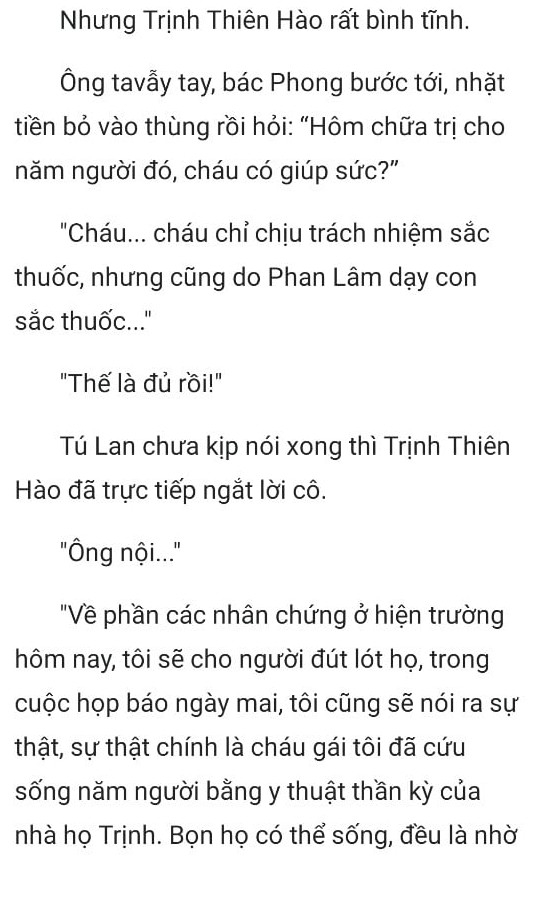 Nhưng Trịnh Thiên Hào rất bình tĩnh.
Ông tavẫy tay, bác Phong bước tới, nhặt
tiền bỏ vào thùng rồi hỏi: “Hôm chữa trị cho
năm người đó, cháu có giúp sức?”
"Cháu... cháu chỉ chịu trách nhiệm sắc
thuốc, nhưng cũng do Phan Lâm dạy con
sắc thuốc..."
"Thế là đủ rồi!"
Tú Lan chưa kịp nói xong thì Trịnh Thiên
Hào đã trực tiếp ngắt lời cô.
"Ông nội..."
"Về phần các nhân chứng ở hiện trường
hôm nay, tôi sẽ cho người đút lót họ, trong
cuộc họp báo ngày mai, tôi cũng sẽ nói ra sự
thật, sự thật chính là cháu gái tôi đã cứu
sống năm người bằng y thuật thần kỳ của
nhà họ Trịnh. Bọn họ có thể sống, đều là nhờ